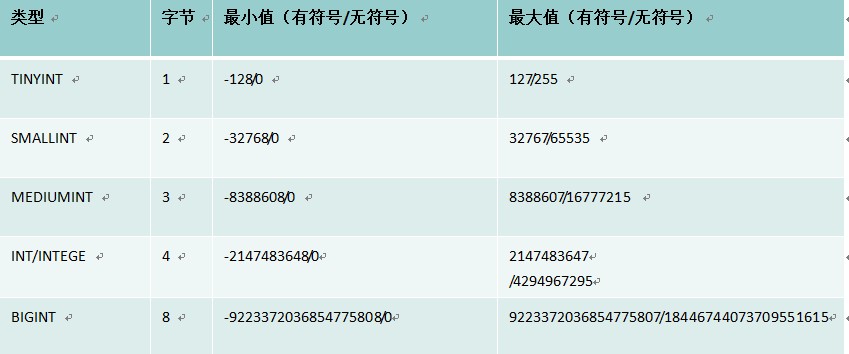 类型 字节 最小值（有符号/无符号） 最大值（有符号/无符号）
TINYINT 1 -128/0 127/255
SMALLINT 2 -32768/0 32767/65535
MEDIUMINT 3 -8388608/0 8388607/16777215
INT/INTEGE 4 -2147483648/0 2147483647
/4294967295
BIGINT 8 -9223372036854775808/0 9223372036854775807/18446744073709551615